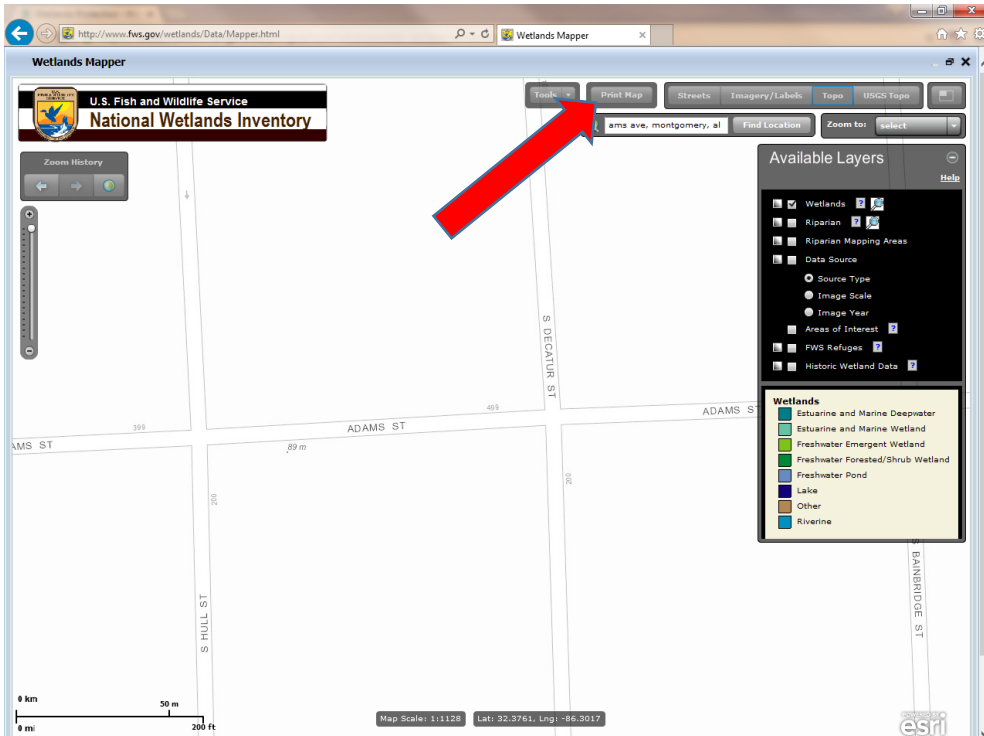 http://www.fws.gov/wetlands/Data/Mapper.html
Wetlands Mapper
Wetlands Mapper
U.S. Fish and Wildlife Service
National Wetlands Inventory
Tools
Print Map
Streets
Imagery/Labels
Topo
USGS Topo
ams ave, montgomery, al
Find Location
Zoom to:
select
Zoom History
Available Layers
Help
Wetlands ?
Riparian ?
Riparian Mapping Areas
Data Source
Source Type
Image Scale
Image Year
Areas of Interest ?
FWS Refuges ?
Historic Wetland Data ?
Wetlands
Estuarine and Marine Deepwater
Estuarine and Marine Wetland
Freshwater Emergent Wetland
Freshwater Forested/Shrub Wetland
Freshwater Pond
Lake
Other
Riverine
S DECATUR ST
499
ADAMS ST
399
ADAMS ST
AMS ST
89 m
200
200
S HULL ST
S BAINBRIDGE ST
0 km
50 m
0 mi
200 ft
Map Scale: 1:1128
Lat: 32.3761, Lng: -86.3017
esri